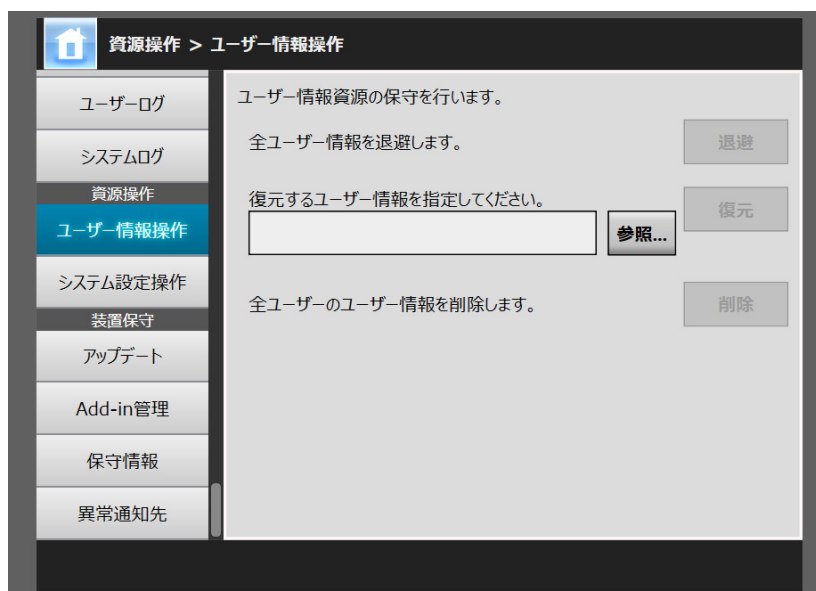 資源操作 > ユーザー情報操作
ユーザーログ
システムログ
資源操作
ユーザー情報操作
システム設定操作
装置保守
アップデート
Add-in管理
保守情報
異常通知先
ユーザー情報資源の保守を行います。
全ユーザー情報を退避します。
退避
復元するユーザー情報を指定してください。
復元
参照...
全ユーザーのユーザー情報を削除します。
削除